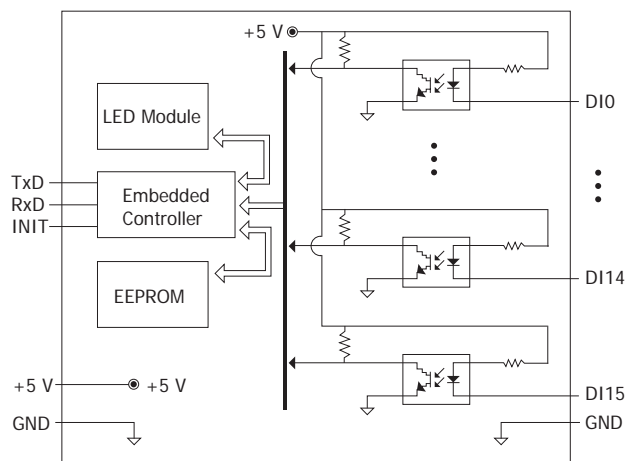 +5 V
LED Module
DI0
TxD
RxD
INIT
Embedded
Controller
DI14
EEPROM
+5 V
+5 V
DI15
GND
GND